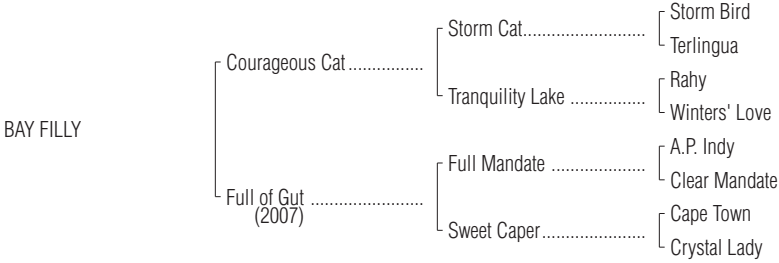 Storm Bird
Storm Cat..........................
Terlingua
Courageous Cat................
Rahy
Tranquility Lake ................
Winters' Love
BAY FILLY
A.P. Indy
Full Mandate ....................
Clear Mandate
Full of Gut ........................
(2007)
Cape Town
Sweet Caper......................
Crystal Lady